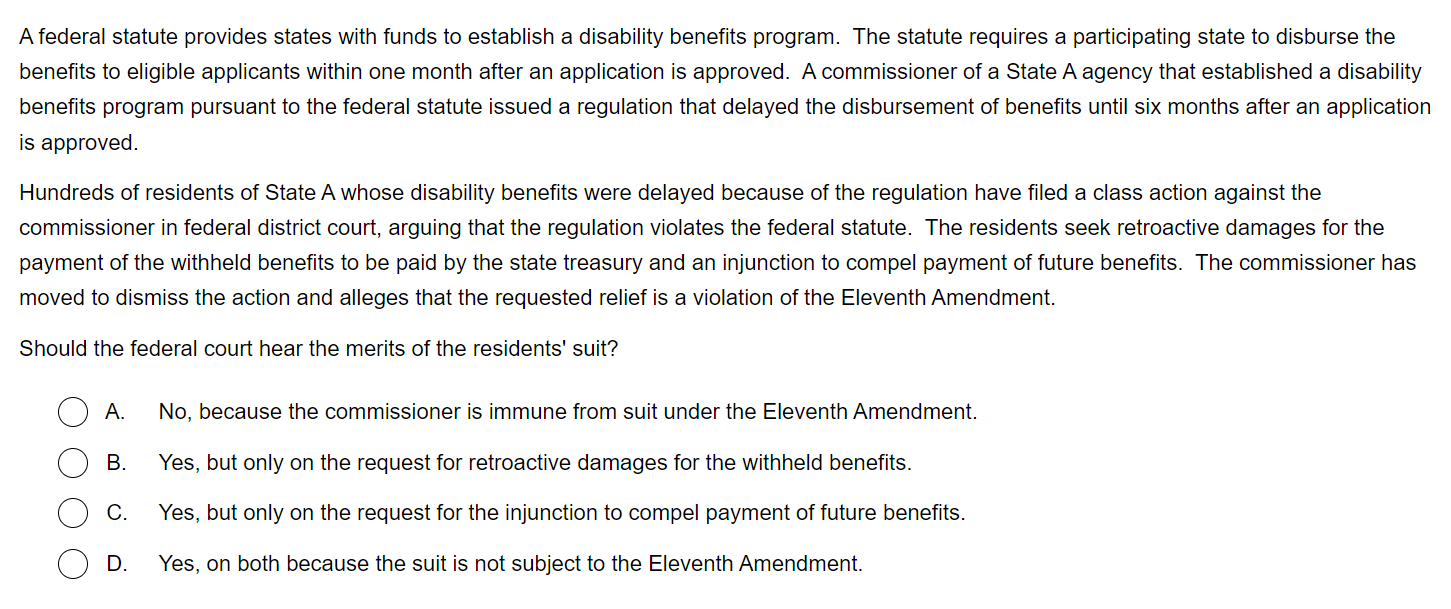 A federal statute provides states with funds to establish a disability benefits program.  The statute requires a participating state to disburse the
benefits to eligible applicants within one month after an application is approved.  A commissioner of a State A agency that established a disability
benefits program pursuant to the federal statute issued a regulation that delayed the disbursement of benefits until six months after an application
is approved.
Hundreds of residents of State A whose disability benefits were delayed because of the regulation have filed a class action against the
commissioner in federal district court, arguing that the regulation violates the federal statute.  The residents seek retroactive damages for the
payment of the withheld benefits to be paid by the state treasury and an injunction to compel payment of future benefits.  The commissioner has
moved to dismiss the action and alleges that the requested relief is a violation of the Eleventh Amendment.
Should the federal court hear the merits of the residents' suit?
A. No, because the commissioner is immune from suit under the Eleventh Amendment.
B. Yes, but only on the request for retroactive damages for the withheld benefits.
C. Yes, but only on the request for the injunction to compel payment of future benefits.
D. Yes, on both because the suit is not subject to the Eleventh Amendment.